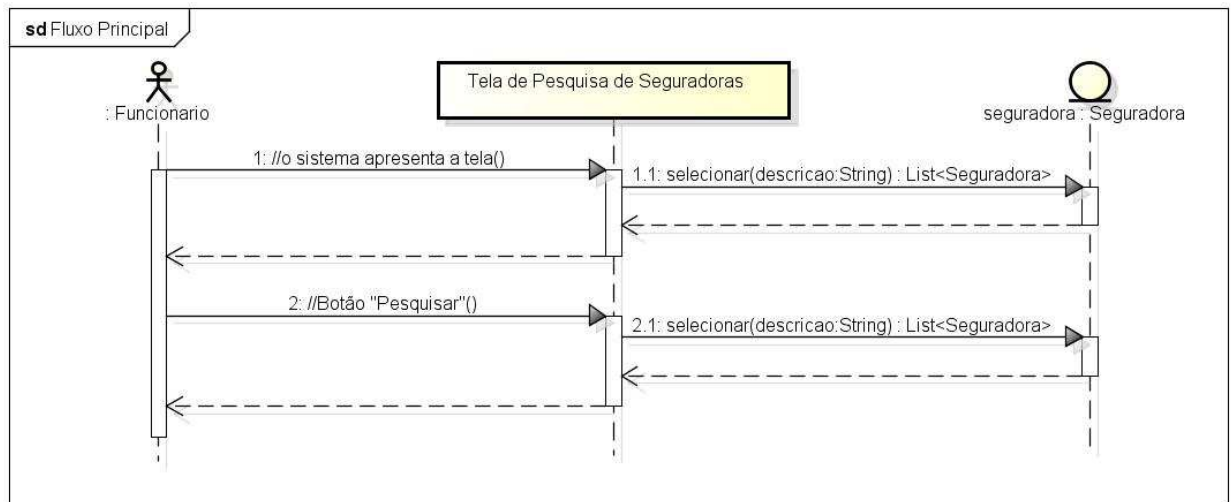 sd Fluxo Principal
Tela de Pesquisa de Seguradoras
: Funcionario
seguradora : Seguradora
1: //o sistema apresenta a tela()
1.1: selecionar(descricao:String) : List<Seguradora>
2: //Botão "Pesquisar"()
2.1: selecionar(descricao:String) : List<Seguradora>